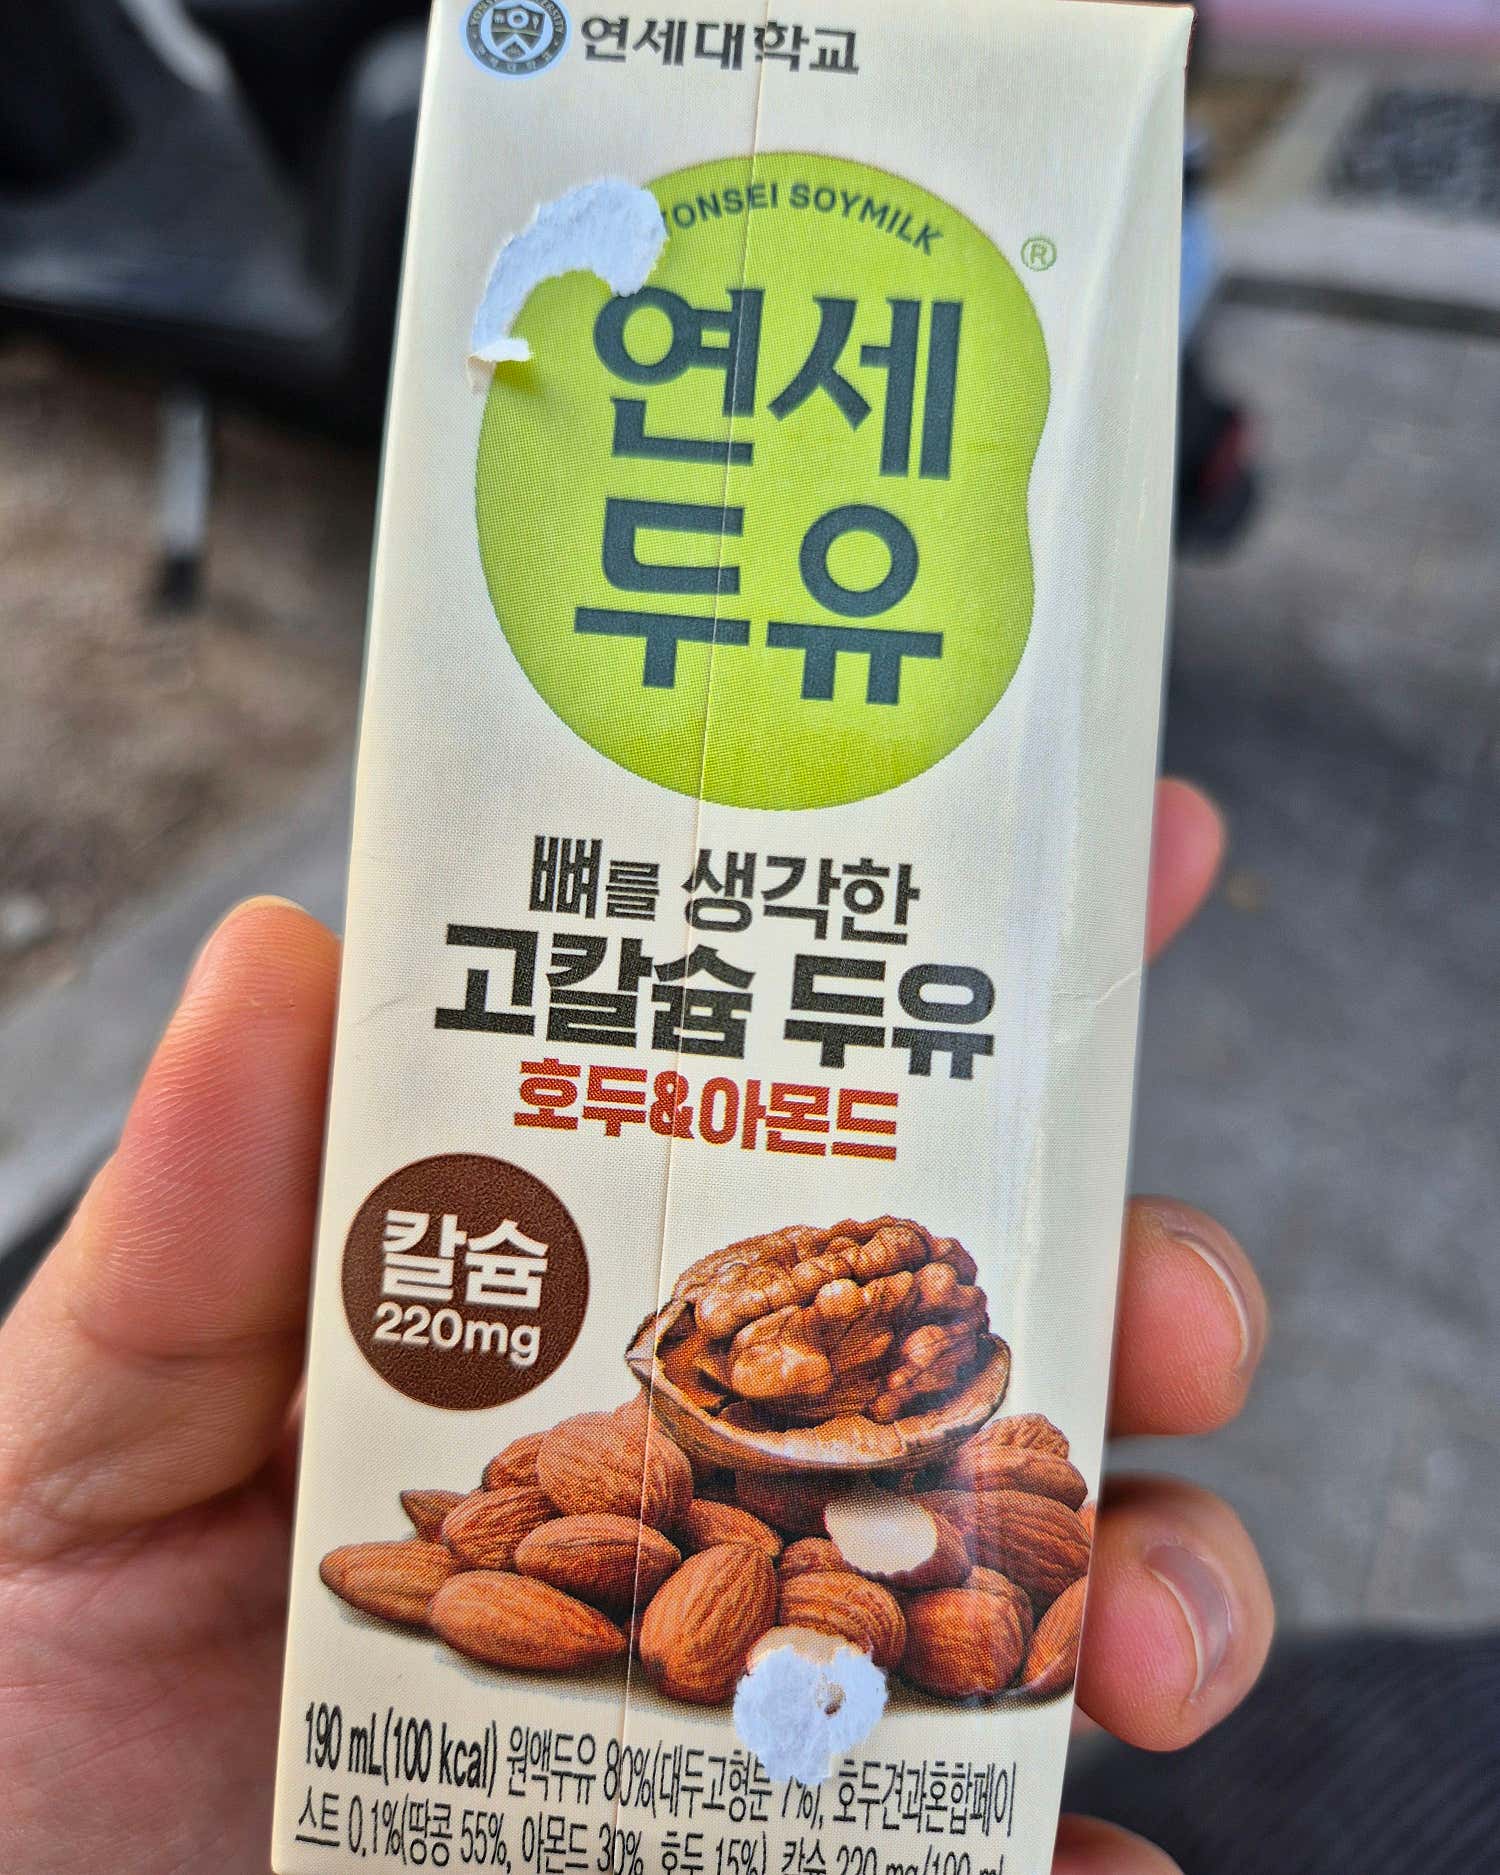 연세대학교
YONSEI SOYMILK
®
연세
두유
뼈를 생각한
고칼슘 두유
호두&아몬드
칼슘
220mg
190 mL(100 kcal) 원액두유 80%(대두고형분 7%), 호두견과혼합페이
스트 0.1%(땅콩 55%, 아몬드 30%, 호두 15%), 칼슘 220 mg/190 mL